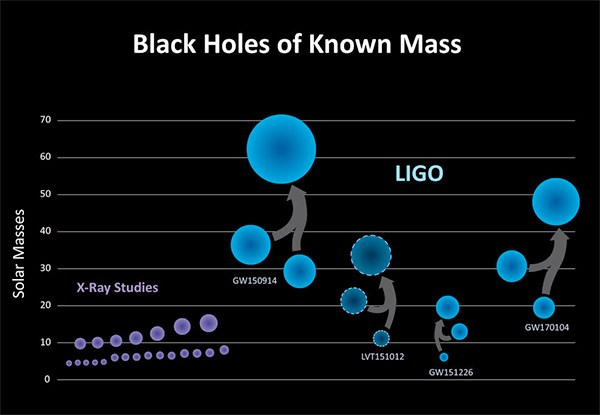 Black Holes of Known Mass
Solar Masses
70
60
50
40
30
20
10
0
LIGO
X-Ray Studies
GW150914
LVT151012
GW151226
GW170104